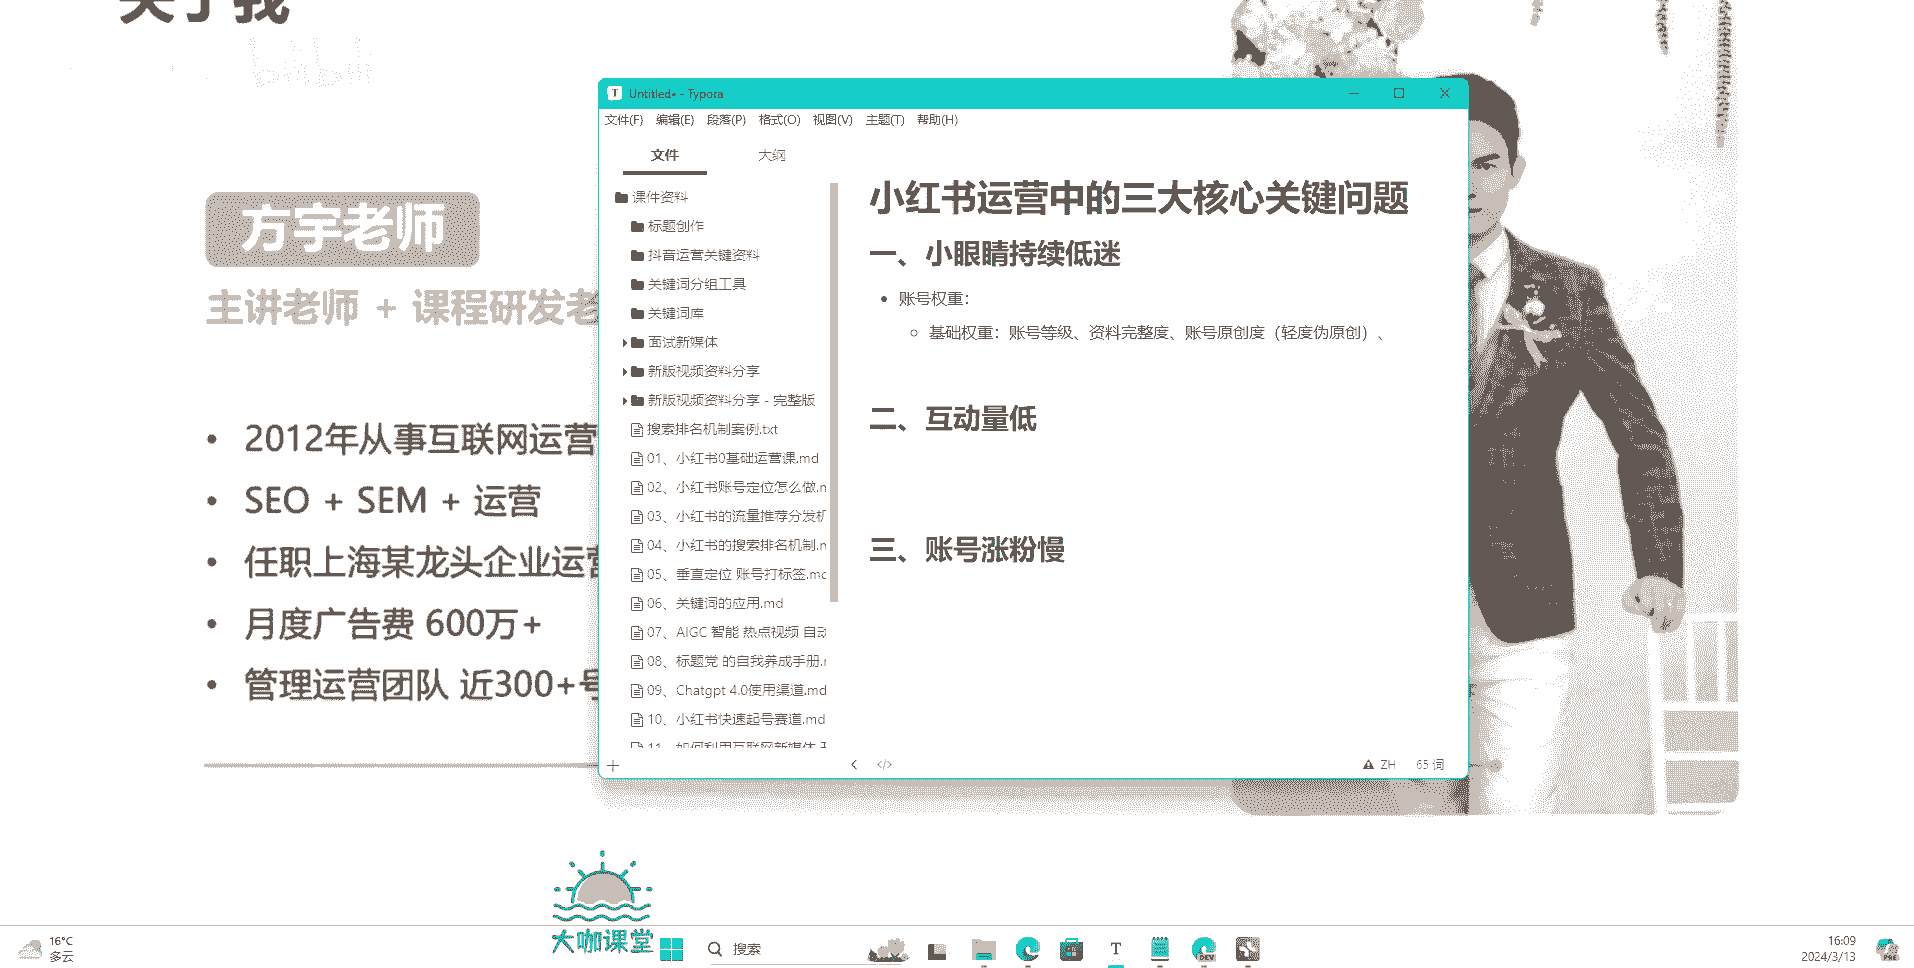 关于我
bilibili
方宇老师
主讲老师 + 课程研发老
2012年从事互联网运营
SEO + SEM + 运营
任职上海某龙头企业运营
月度广告费 600万+
管理运营团队 近300+号
Untitled• - Typora
文件(F) 编辑(E) 段落(P) 格式(O) 视图(V) 主题(T) 帮助(H)
文件 大纲
课件资料
标题创作
抖音运营关键资料
关键词分组工具
关键词库
面试新媒体
新版视频资料分享
新版视频资料分享 - 完整版
搜索排名机制案例.txt
01、小红书0基础运营课.md
02、小红书账号定位怎么做.m
03、小红书的流量推荐分发机
04、小红书的搜索排名机制.m
05、垂直定位 账号打标签.md
06、关键词的应用.md
07、AIGC 智能 热点视频 自动
08、标题党 的自我养成手册.m
09、Chatgpt 4.0使用渠道.md
10、小红书快速起号赛道.md
11、如何利用互联网新媒体
小红书运营中的三大核心关键问题
一、小眼睛持续低迷
账号权重：
基础权重：账号等级、资料完整度、账号原创度（轻度伪原创）、
二、互动量低
三、账号涨粉慢
ZH 65 词
大咖课堂
16°C
多云
搜索
T
DEV
16:09
2024/3/13
PRE